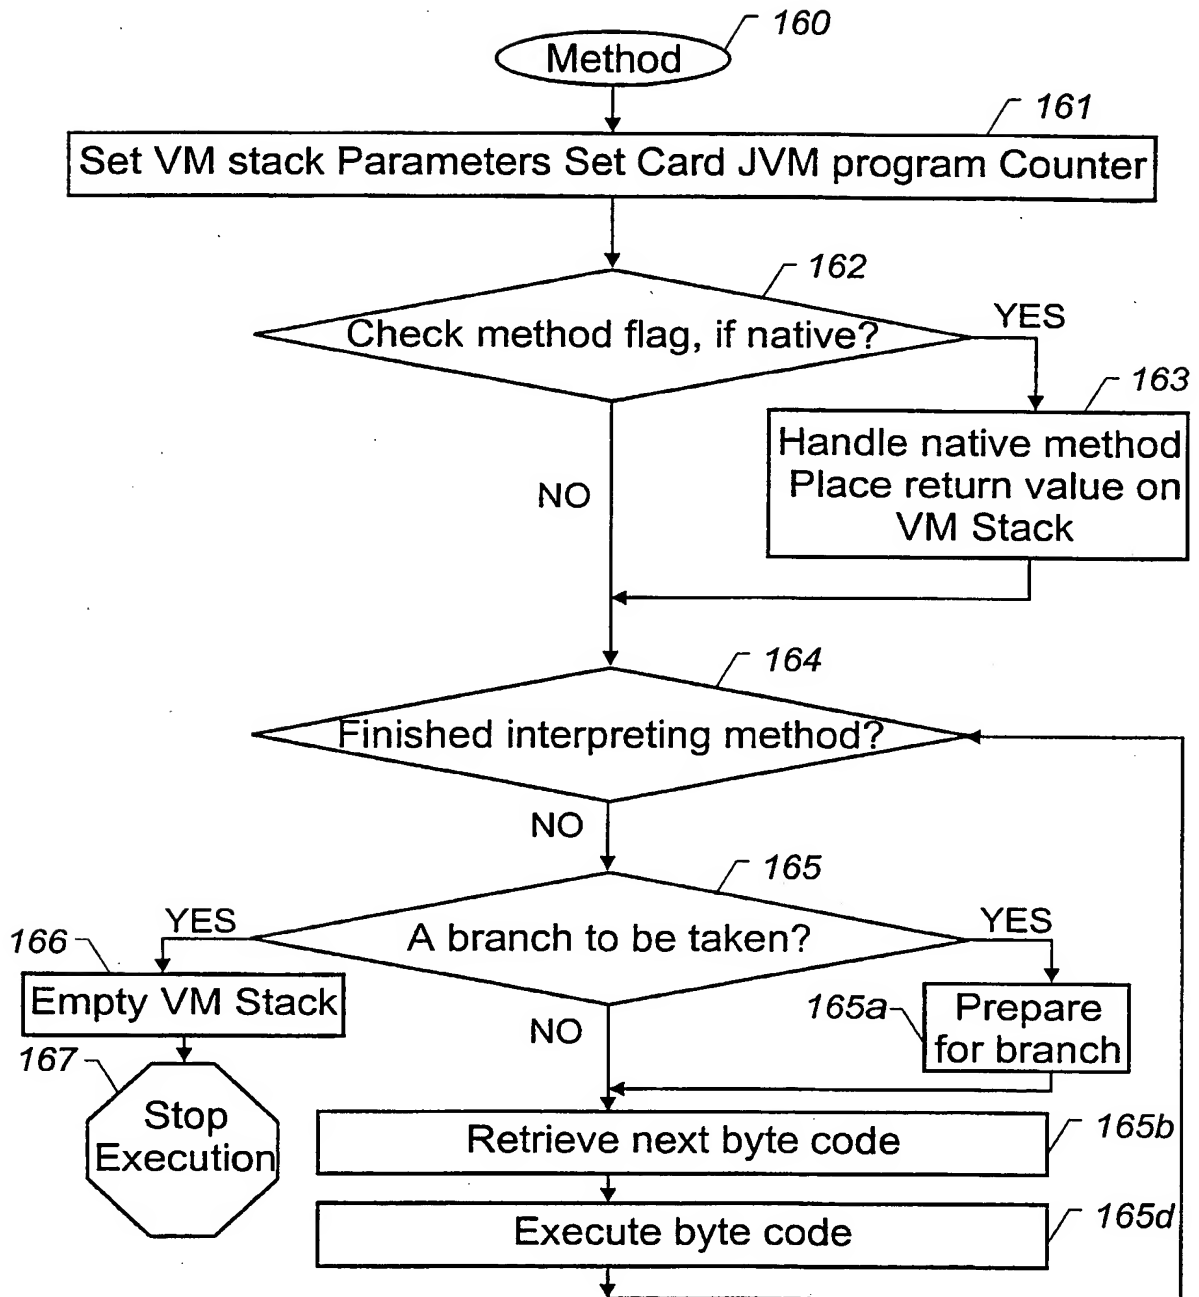 160
Method
161
Set VM stack Parameters Set Card JVM program Counter
162
Check method flag, if native?
YES
163
Handle native method
Place return value on
VM Stack
NO
164
Finished interpreting method?
NO
165
YES
A branch to be taken?
YES
166
Empty VM Stack
165a
Prepare
for branch
NO
167
Stop
Execution
Retrieve next byte code
165b
Execute byte code
165d